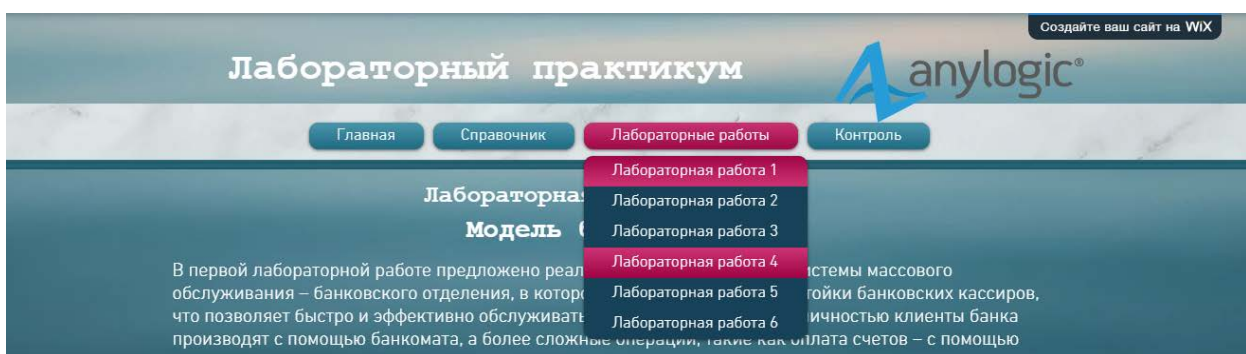 Создайте ваш сайт на WiX
Лабораторный практикум
anylogic®
Главная Справочник Лабораторные работы Контроль
Лабораторная работа 1
Лабораторная работа 2
Лабораторная работа 3
Лабораторная работа 4
Лабораторная работа 5
Лабораторная работа 6
Лабораторна
Модель
В первой лабораторной работе предложено реал истемы массового
обслуживания – банковского отделения, в котор тойки банковских кассиров,
что позволяет быстро и эффективно обслуживать ичностью клиенты банка
производят с помощью банкомата, а более сложные операции, такие как оплата счетов – с помощью